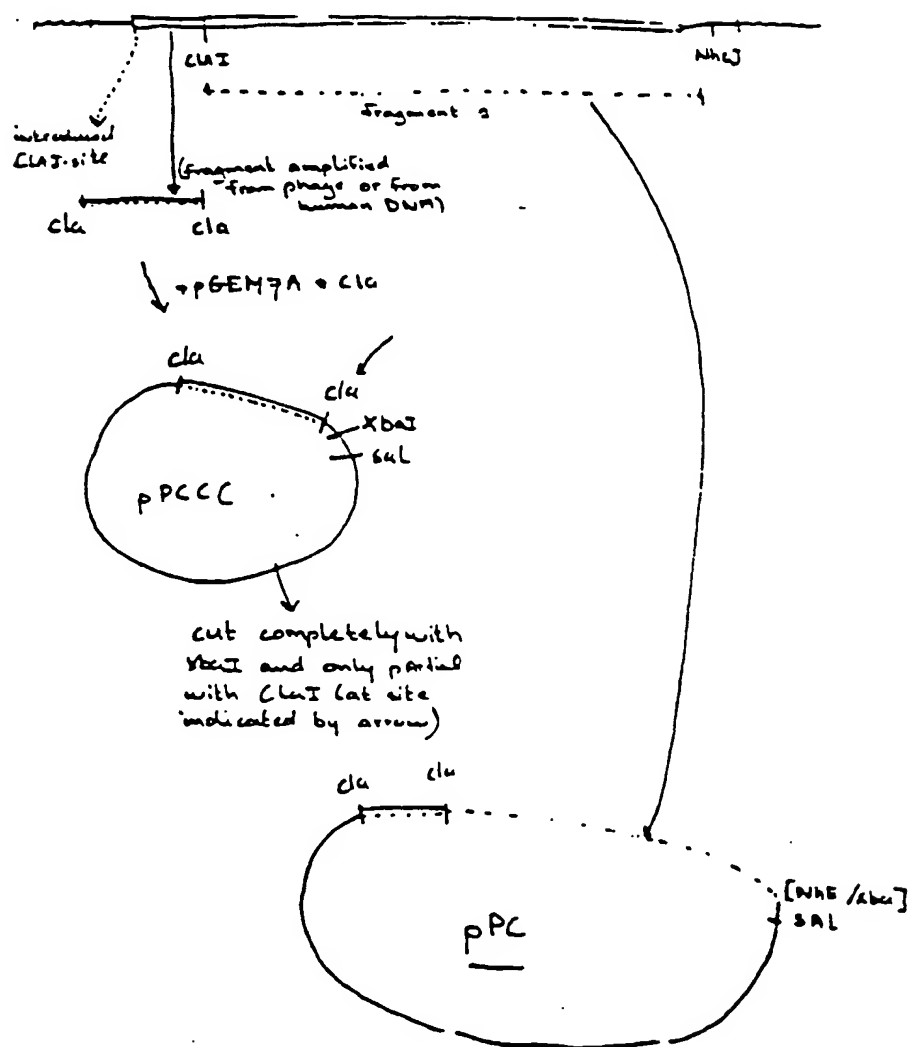 ClaI
NheI
fragment 2
introduced
ClaI-site
(fragment amplified
from phage or from
human DNA)
cla
cla
+pGEM7A + cla
cla
cla
XbaI
sal
pPCCC
cut completely with
XbaI and only partial
with ClaI (at site
indicated by arrow)
cla
cla
[NhE/xba]
SAL
pPC